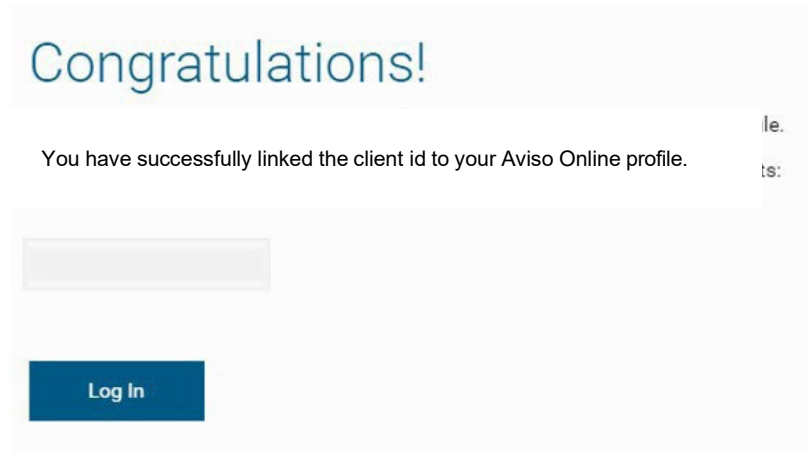 Congratulations!
You have successfully linked the client id to your Aviso Online profile.
Log In